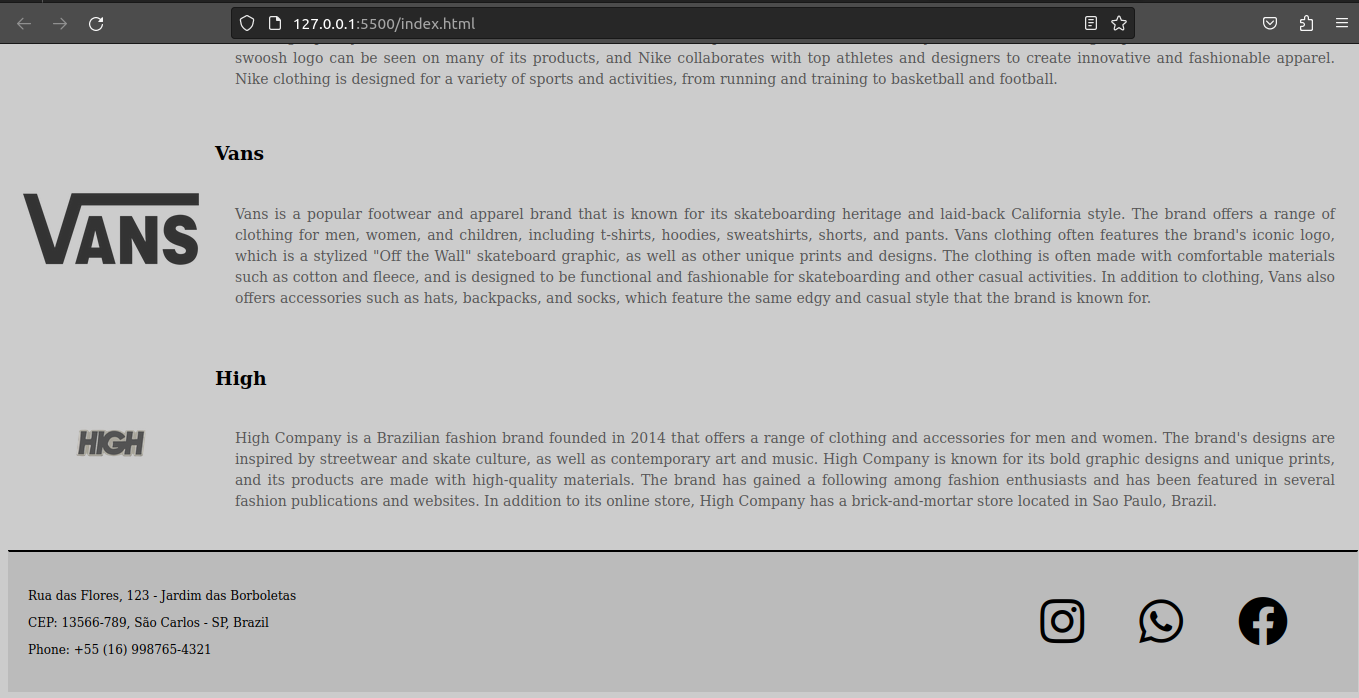 127.0.0.1:5500/index.html
swoosh logo can be seen on many of its products, and Nike collaborates with top athletes and designers to create innovative and fashionable apparel.
Nike clothing is designed for a variety of sports and activities, from running and training to basketball and football.
Vans
VANS
Vans is a popular footwear and apparel brand that is known for its skateboarding heritage and laid-back California style. The brand offers a range of
clothing for men, women, and children, including t-shirts, hoodies, sweatshirts, shorts, and pants. Vans clothing often features the brand's iconic logo,
which is a stylized "Off the Wall" skateboard graphic, as well as other unique prints and designs. The clothing is often made with comfortable materials
such as cotton and fleece, and is designed to be functional and fashionable for skateboarding and other casual activities. In addition to clothing, Vans also
offers accessories such as hats, backpacks, and socks, which feature the same edgy and casual style that the brand is known for.
High
HIGH
High Company is a Brazilian fashion brand founded in 2014 that offers a range of clothing and accessories for men and women. The brand's designs are
inspired by streetwear and skate culture, as well as contemporary art and music. High Company is known for its bold graphic designs and unique prints,
and its products are made with high-quality materials. The brand has gained a following among fashion enthusiasts and has been featured in several
fashion publications and websites. In addition to its online store, High Company has a brick-and-mortar store located in Sao Paulo, Brazil.
Rua das Flores, 123 - Jardim das Borboletas
CEP: 13566-789, São Carlos - SP, Brazil
Phone: +55 (16) 998765-4321